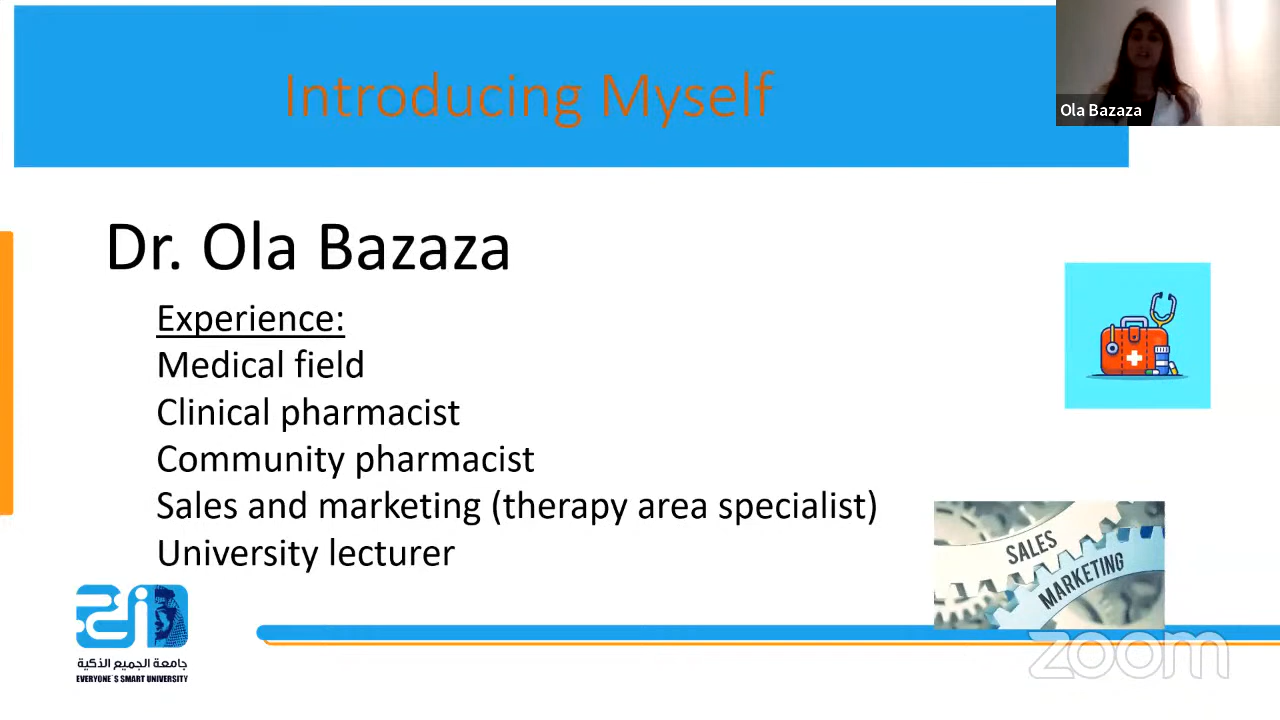 Introducing Myself
Ola Bazaza
Dr. Ola Bazaza
Experience:
Medical field
Clinical pharmacist
Community pharmacist
Sales and marketing (therapy area specialist)
University lecturer
SALES
MARKETING
جامعة الجميع الذكية
EVERYONE`S SMART UNIVERSITY
zoom